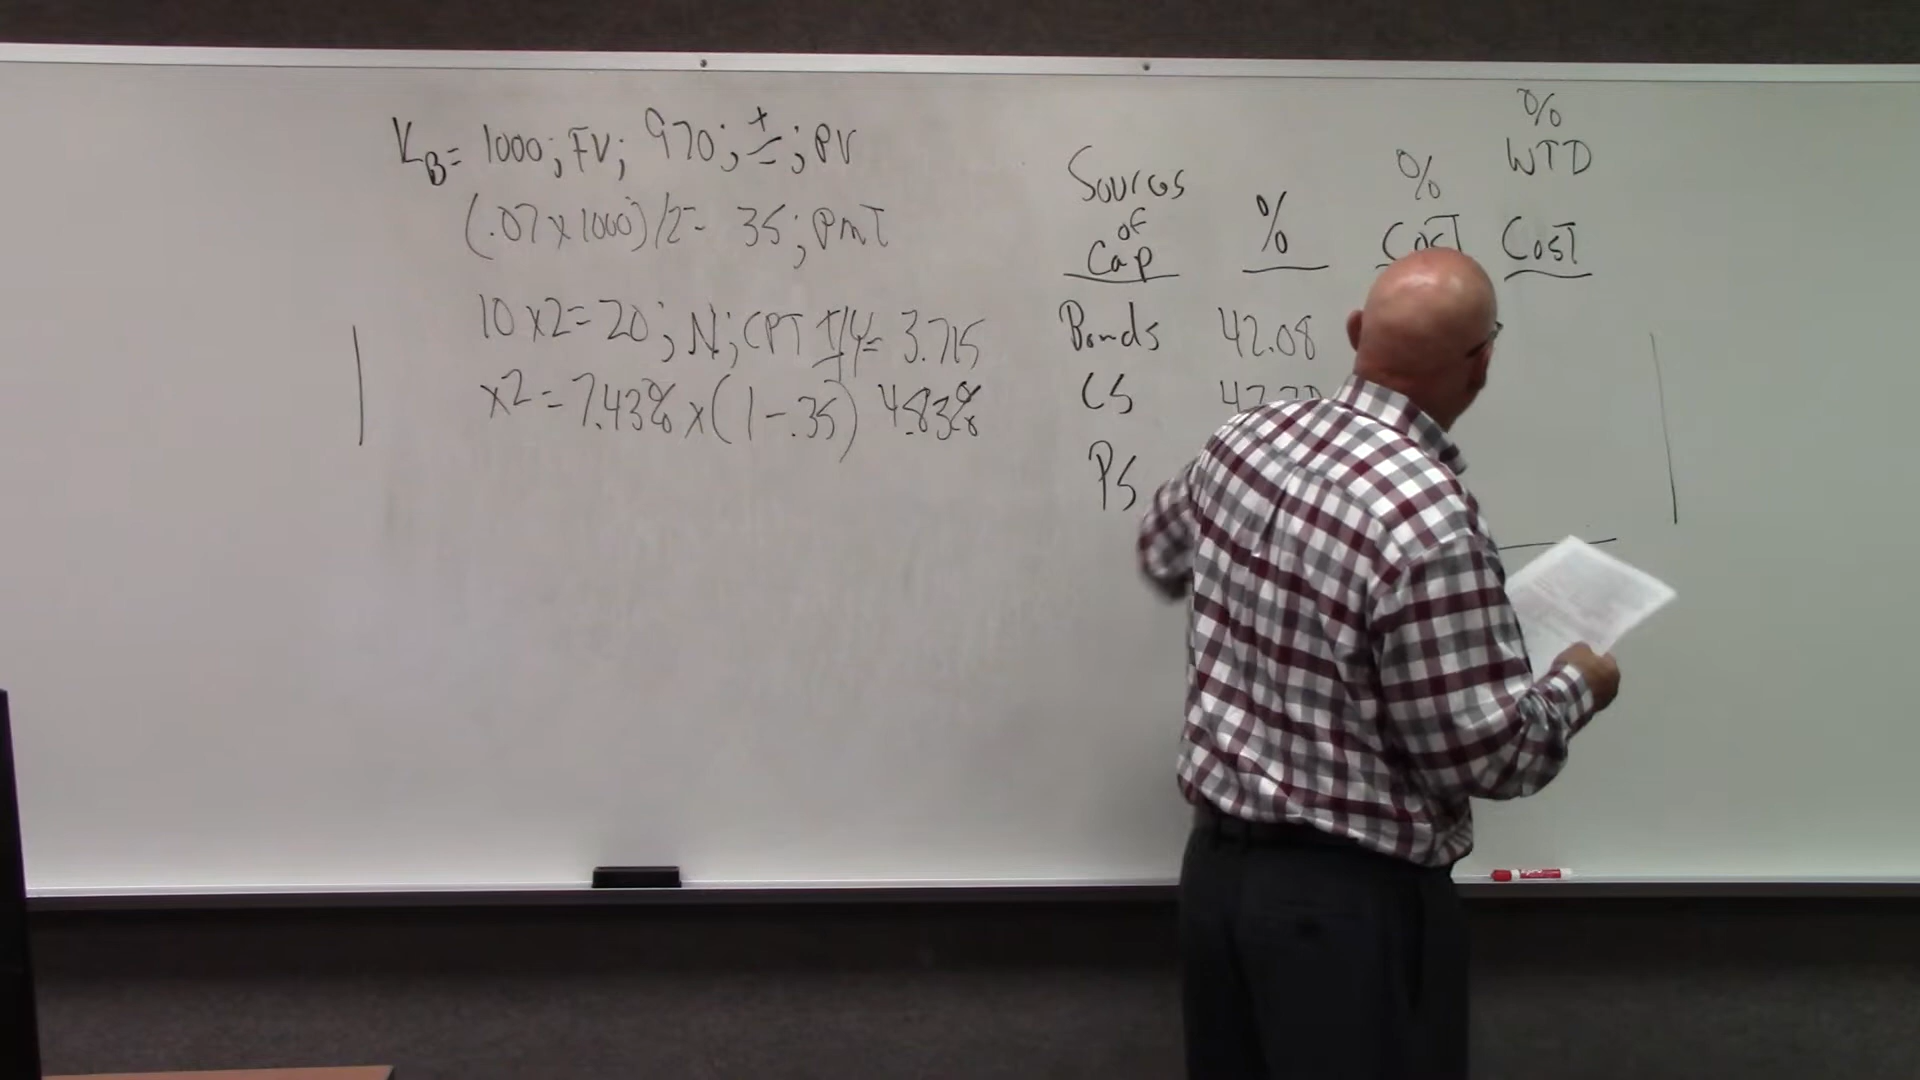 KB= 1000; FV; 970; ±; PV
(.07 x 1000)/2= 35; PMT
10 x2= 20; N; CPT I/Y= 3.715
x2 = 7.43% x (1-.35) 4.83%
Sources
of
Cap
%
%
Cost
%
WTD
Cost
Bonds 42.08
CS
PS